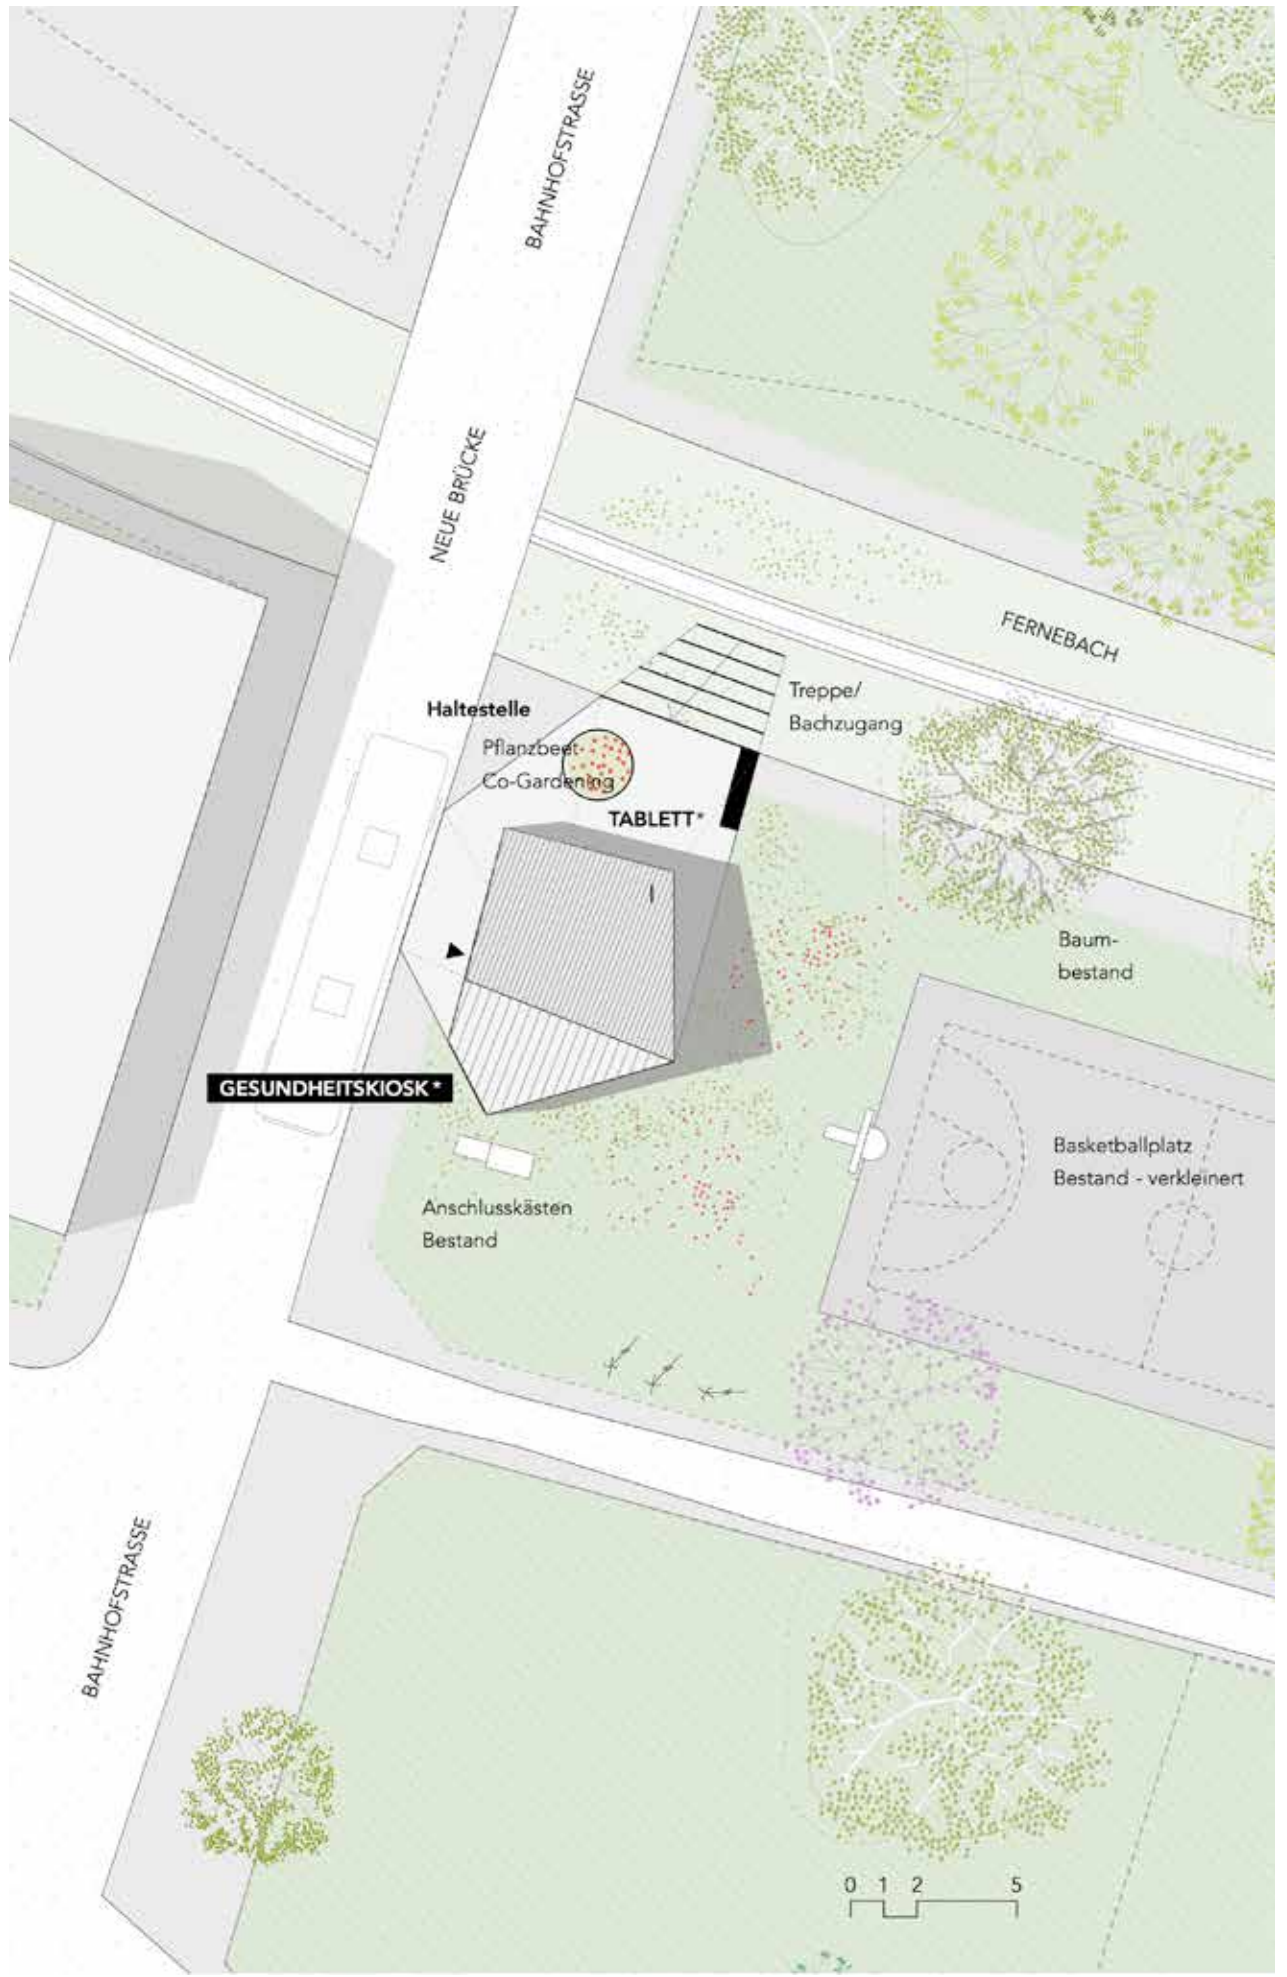 BAHNHOFSTRASSE
NEUE BRÜCKE
FERNEBACH
Treppe/
Bachzugang
Haltestelle
Pflanzbeet
Co-Gardening
TABLETT*
Baum-
bestand
GESUNDHEITSKIOSK*
Basketballplatz
Bestand - verkleinert
Anschlusskästen
Bestand
BAHNHOFSTRASSE
0 1 2 5